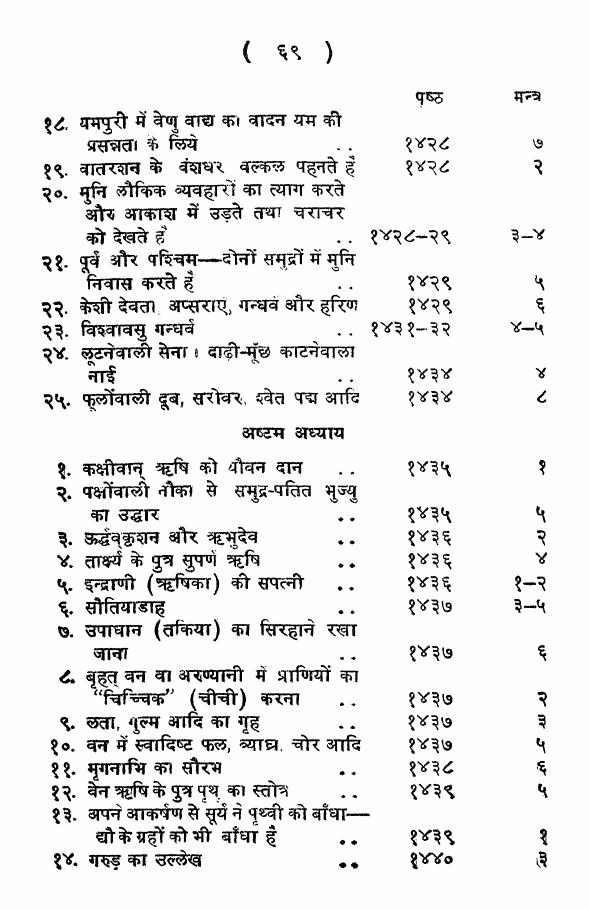 ( ६९ )
पृष्ठ मन्त्र
१८. यमपुरी में वेणु वाद्य का वादन यम की
प्रसन्नता के लिये .. १४२८ ७
१९. वातरशन के वंशधर वल्कल पहनते हैं १४२८ २
२०. मुनि लौकिक व्यवहारों का त्याग करते
और आकाश में उड़ते तथा चराचर
को देखते हैं .. १४२८–२९ ३–४
२१. पूर्व और पश्चिम—दोनों समुद्रों में मुनि
निवास करते हैं .. १४२९ ५
२२. केशी देवता, अप्सराएं, गन्धर्व और हरिण १४२९ ६
२३. विश्वावसु गन्धर्व .. १४३१–३२ ४–५
२४. लूटनेवाली सेना। दाढ़ी-मूँछ काटनेवाला
नाई .. १४३४ ४
२५. फूलोंवाली दूब, सरोवर, श्वेत पद्म आदि १४३४ ८
अष्टम अध्याय
१. कक्षीवान् ऋषि को यौवन दान .. १४३५ १
२. पक्षोंवाली नौका से समुद्र-पतित भुज्यु
का उद्धार .. १४३५ ५
३. ऊर्द्ध्वकृशन और ऋभुदेव .. १४३६ २
४. तार्क्ष्य के पुत्र सुपर्ण ऋषि .. १४३६ ४
५. इन्द्राणी (ऋषिका) की सपत्नी .. १४३६ १–२
६. सौतियाडाह .. १४३७ ३–५
७. उपाधान (तकिया) का सिरहाने रखा
जाना .. १४३७ ६
८. बृहत् वन वा अरण्यानी में प्राणियों का
“चिच्चिक” (चीची) करना .. १४३७ २
९. लता, गुल्म आदि का गृह .. १४३७ ३
१०. वन में स्वादिष्ट फल, व्याघ्र, चोर आदि १४३७ ५
११. मृगनाभि का सौरभ .. १४३८ ६
१२. वेन ऋषि के पुत्र पृथु का स्तोत्र .. १४३९ ५
१३. अपने आकर्षण से सूर्य ने पृथ्वी को बाँधा—
द्यौ के ग्रहों को भी बाँधा है .. १४३९ १
१४. गरुड़ का उल्लेख .. १४४० ३